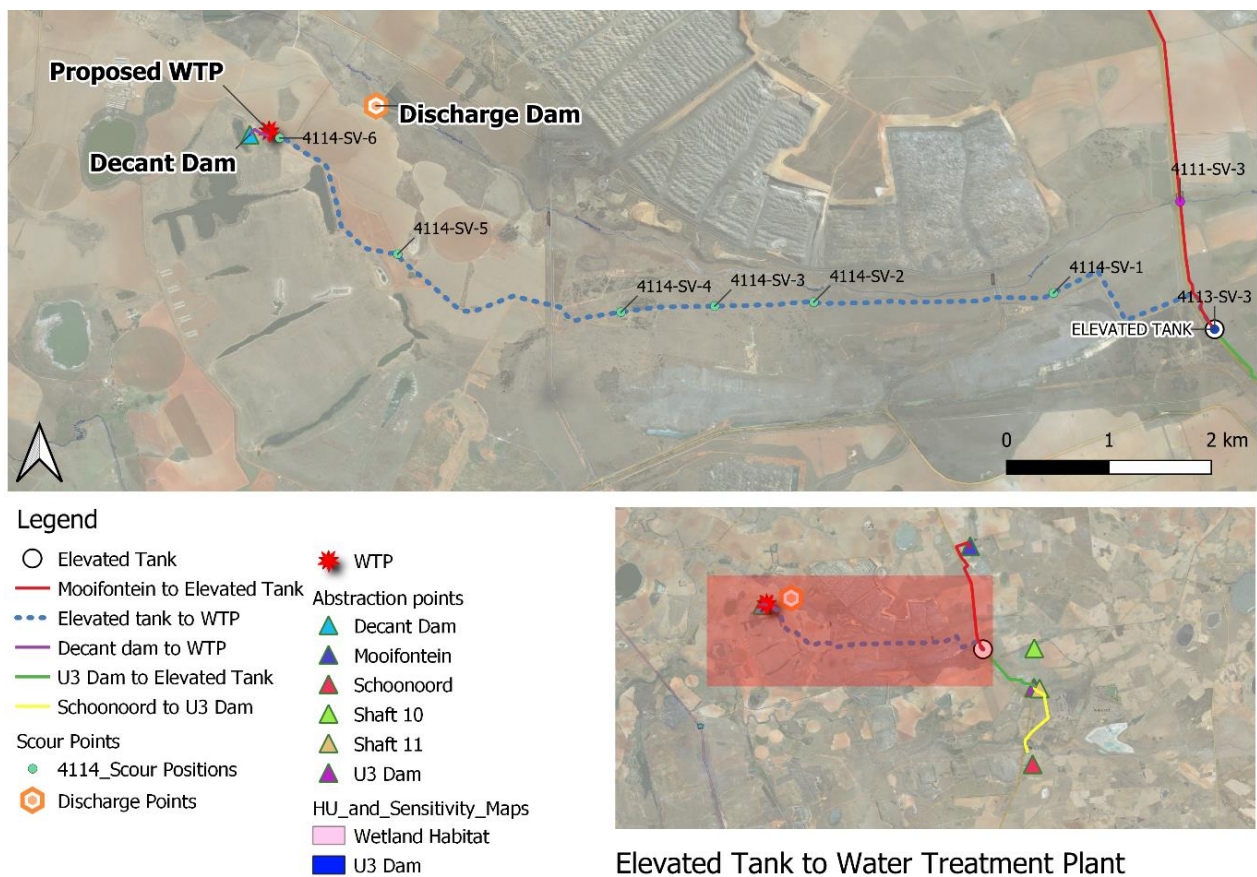 Proposed WTP
Discharge Dam
4114-SV-6
Decant Dam
4111-SV-3
4114-SV-5
4114-SV-4
4114-SV-3
4114-SV-2
4114-SV-1
4113-SV-3
ELEVATED TANK
0 1 2 km
Legend
Elevated Tank
Mooifontein to Elevated Tank
Elevated tank to WTP
Decant dam to WTP
U3 Dam to Elevated Tank
Schoonoord to U3 Dam
Scour Points
4114_Scour Positions
Discharge Points
WTP
Abstraction points
Decant Dam
Mooifontein
Schoonoord
Shaft 10
Shaft 11
U3 Dam
HU_and_Sensitivity_Maps
Wetland Habitat
U3 Dam
Elevated Tank to Water Treatment Plant